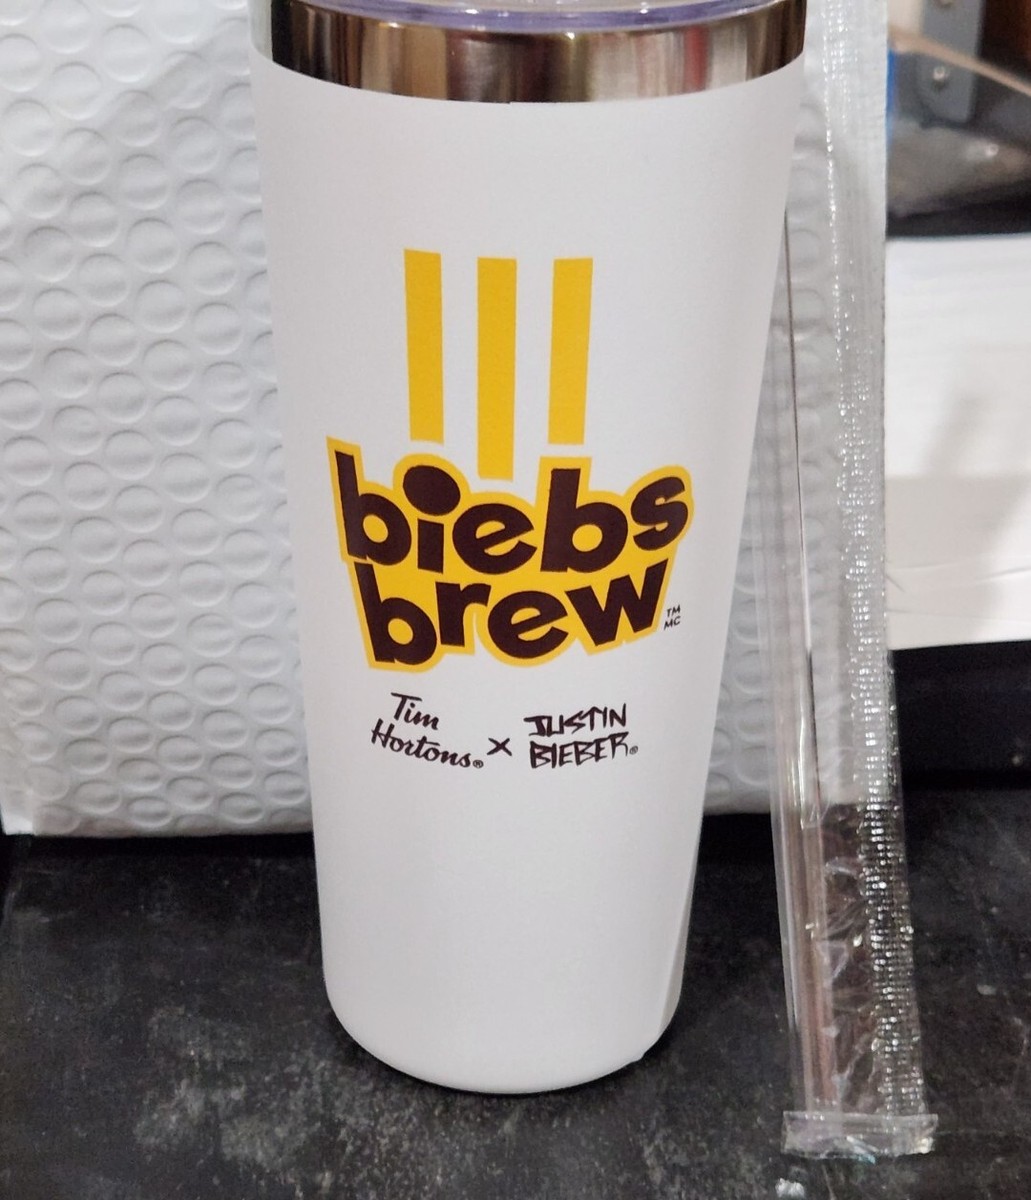 biebs
brew ™ MC
Tim Hortons® × JUSTIN BIEBER®